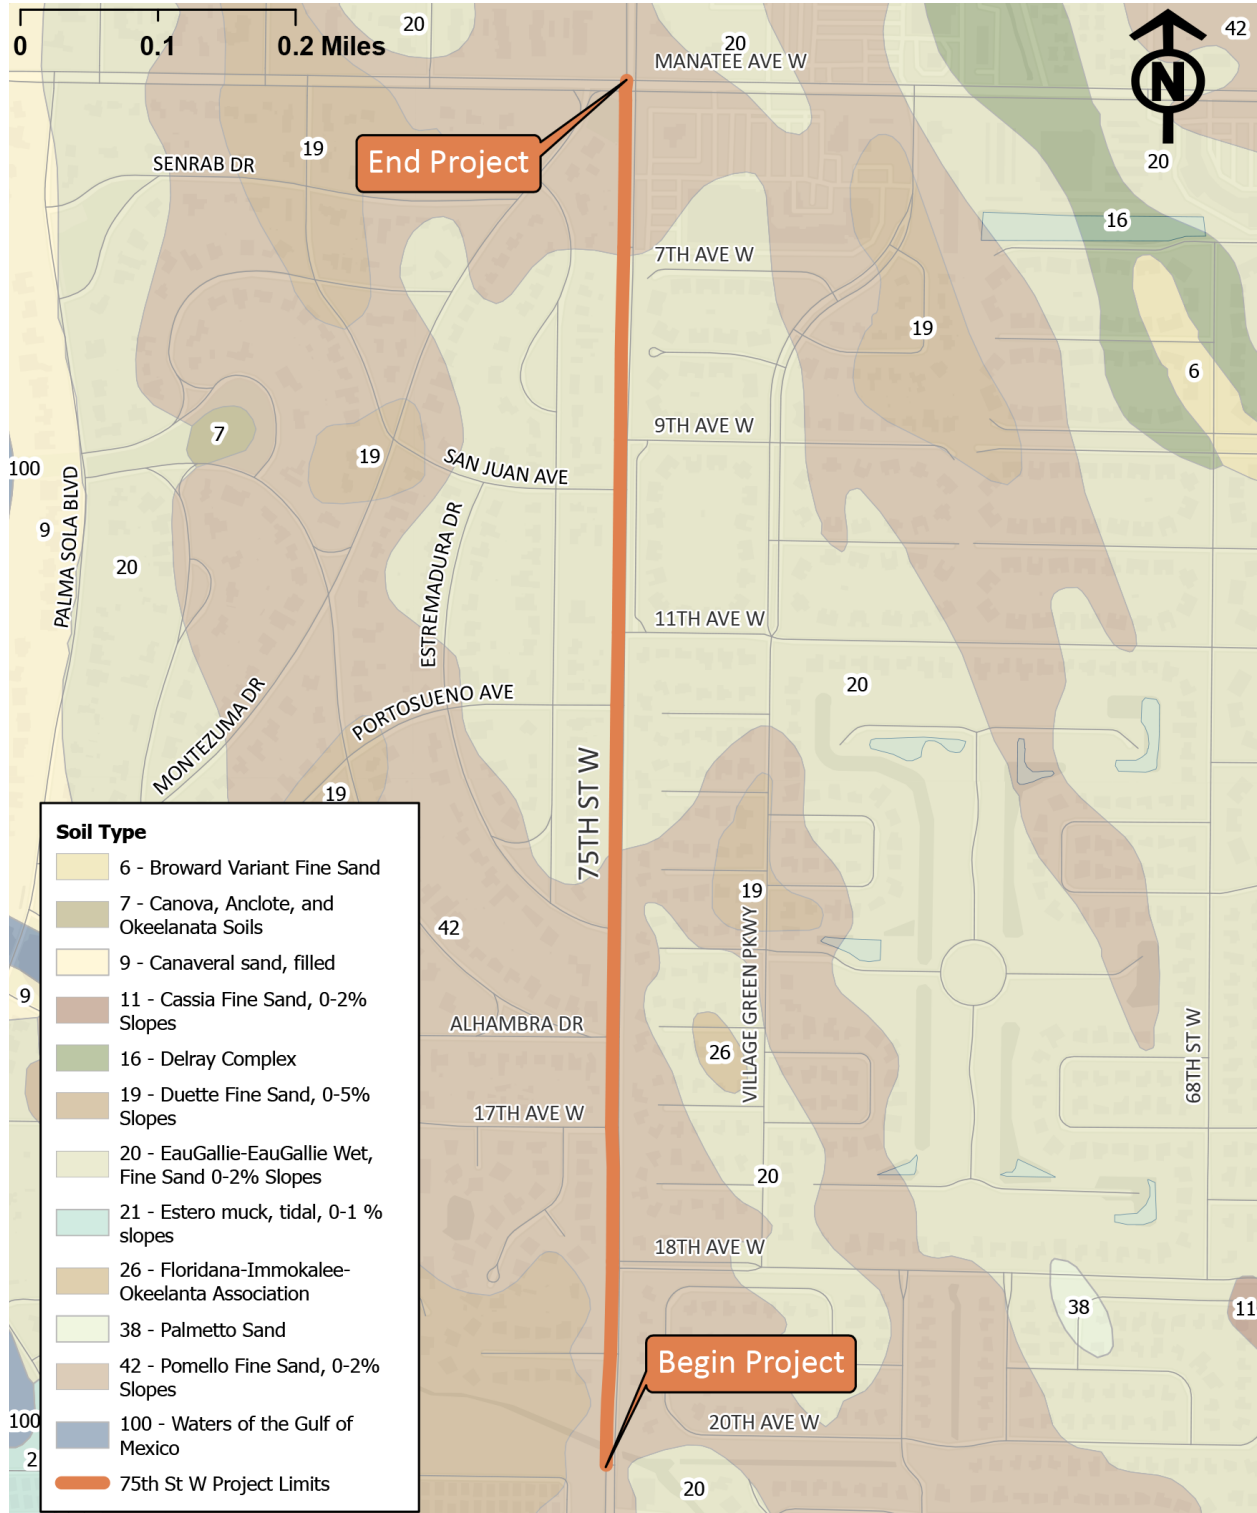 0 0.1 0.2 Miles
N
20
20
42
MANATEE AVE W
End Project
SENRAB DR
19
20
16
7TH AVE W
19
6
7
19
9TH AVE W
SAN JUAN AVE
100
PALMA SOLA BLVD
9
20
ESTREMADURA DR
11TH AVE W
20
MONTEZUMA DR
PORTOSUENO AVE
19
75TH ST W
19
VILLAGE GREEN PKWY
42
9
ALHAMBRA DR
26
68TH ST W
17TH AVE W
20
18TH AVE W
38
11
Begin Project
20TH AVE W
20
100
2
Soil Type
6 - Broward Variant Fine Sand
7 - Canova, Anclote, and
Okeelanata Soils
9 - Canaveral sand, filled
11 - Cassia Fine Sand, 0-2%
Slopes
16 - Delray Complex
19 - Duette Fine Sand, 0-5%
Slopes
20 - EauGallie-EauGallie Wet,
Fine Sand 0-2% Slopes
21 - Estero muck, tidal, 0-1 %
slopes
26 - Floridana-Immokalee-
Okeelanta Association
38 - Palmetto Sand
42 - Pomello Fine Sand, 0-2%
Slopes
100 - Waters of the Gulf of
Mexico
75th St W Project Limits